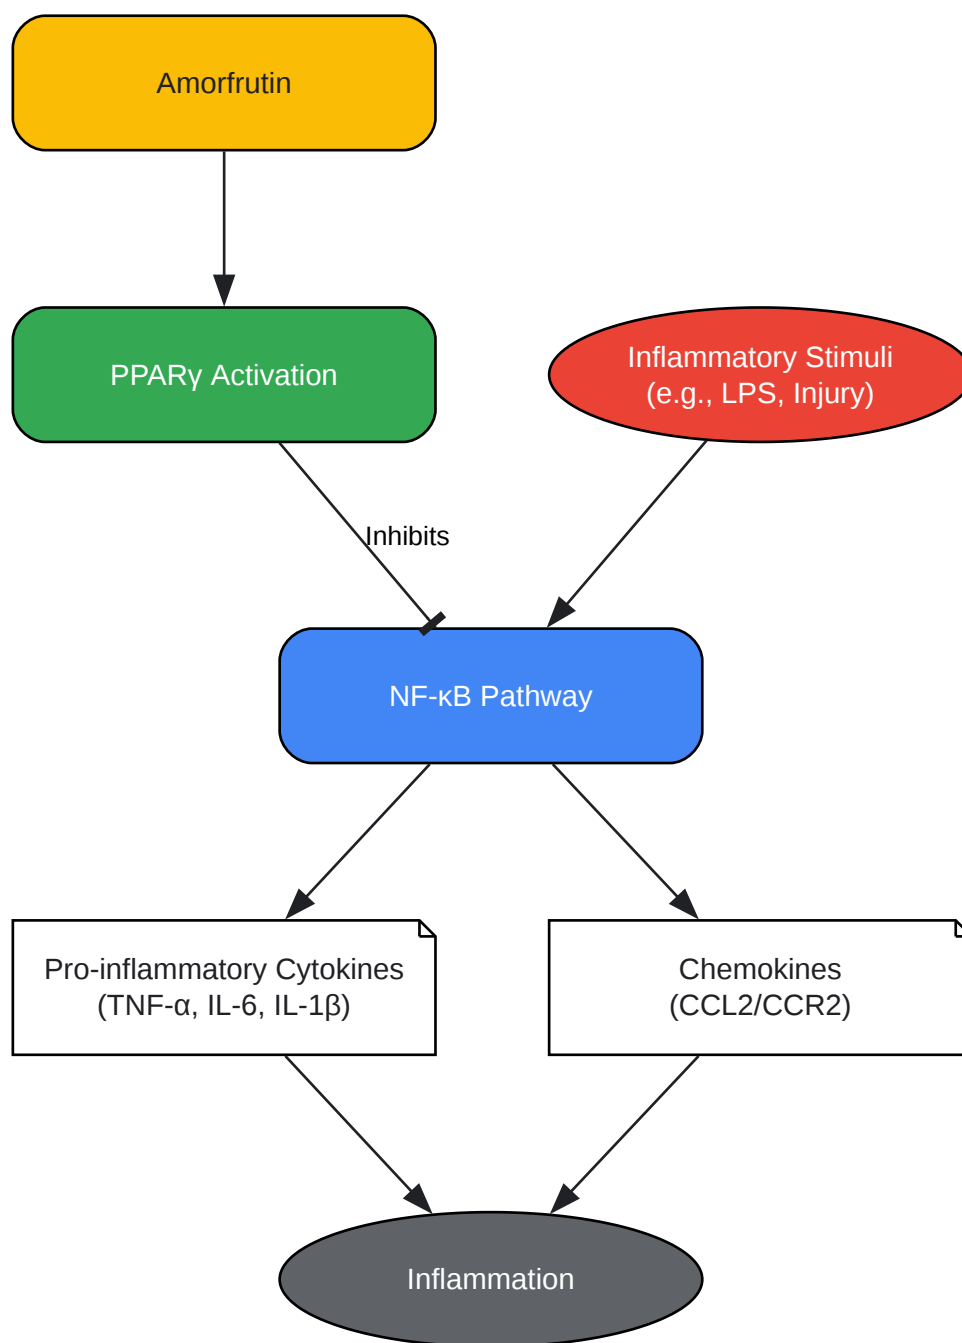 Amorfrutin
PPARγ Activation
Inflammatory Stimuli
(e.g., LPS, Injury)
Inhibits
NF-κB Pathway
Pro-inflammatory Cytokines
(TNF-α, IL-6, IL-1β)
Chemokines
(CCL2/CCR2)
Inflammation